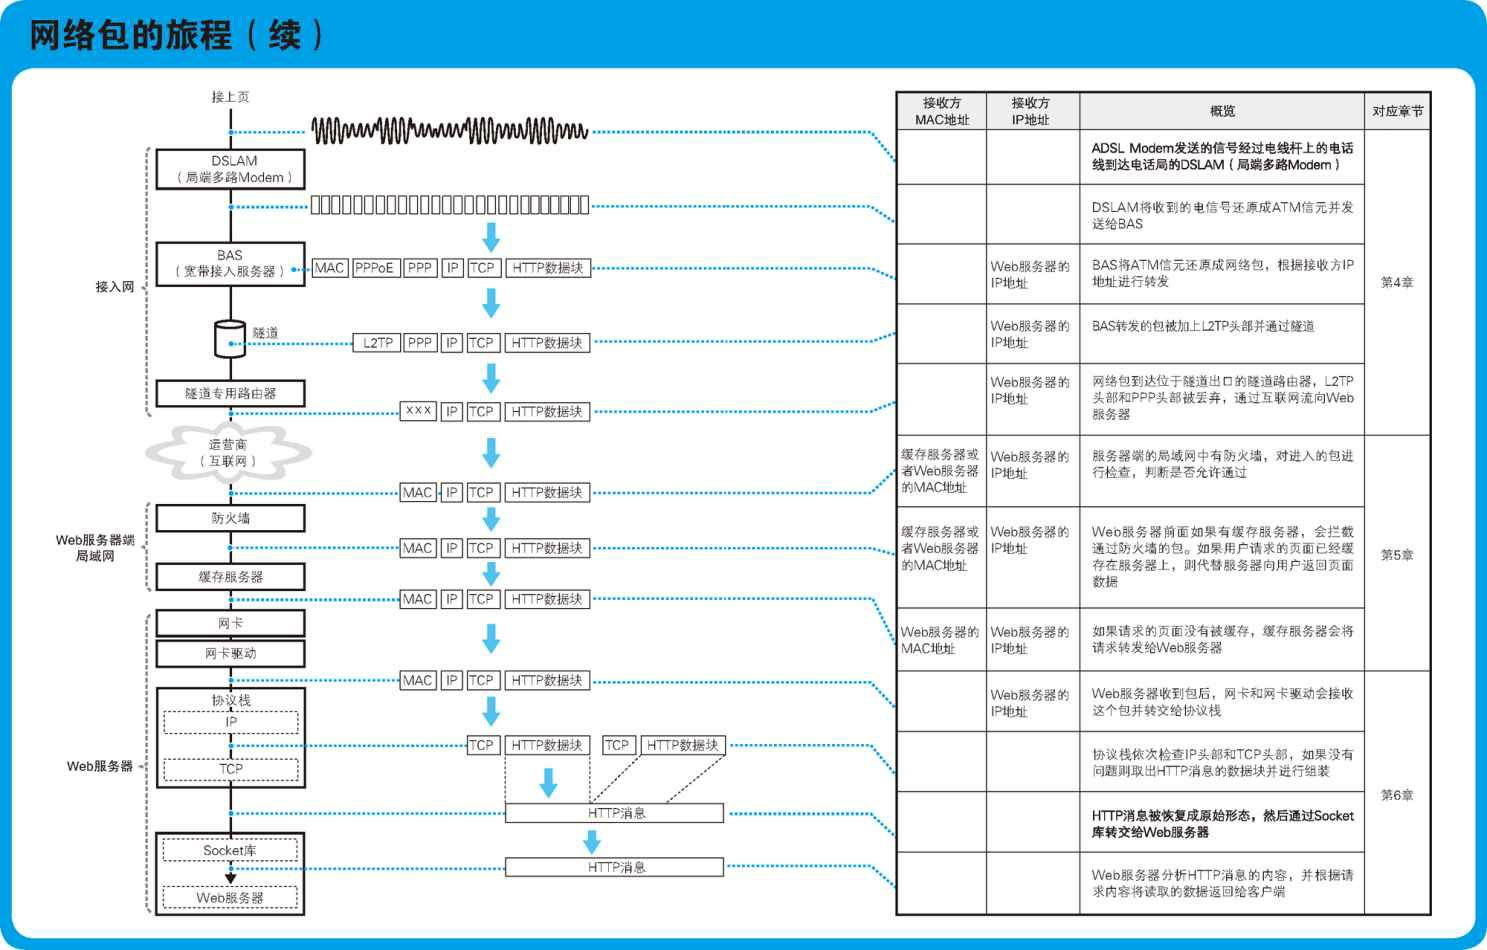 网络包的旅程（续）
接上页
DSLAM
（局端多路Modem）
BAS
（宽带接入服务器）
MAC PPPoE PPP IP TCP HTTP数据块
接入网
隧道
L2TP PPP IP TCP HTTP数据块
隧道专用路由器
××× IP TCP HTTP数据块
运营商
（互联网）
MAC IP TCP HTTP数据块
防火墙
Web服务器端
局域网
MAC IP TCP HTTP数据块
缓存服务器
MAC IP TCP HTTP数据块
网卡
网卡驱动
MAC IP TCP HTTP数据块
协议栈
IP
TCP HTTP数据块 TCP HTTP数据块
TCP
Web服务器
HTTP消息
Socket库
HTTP消息
Web服务器
接收方
MAC地址
接收方
IP地址
概览
对应章节
ADSL Modem发送的信号经过电线杆上的电话
线到达电话局的DSLAM（局端多路Modem）
DSLAM将收到的电信号还原成ATM信元并发
送给BAS
Web服务器的
IP地址
BAS将ATM信元还原成网络包，根据接收方IP
地址进行转发
第4章
Web服务器的
IP地址
BAS转发的包被加上L2TP头部并通过隧道
Web服务器的
IP地址
网络包到达位于隧道出口的隧道路由器，L2TP
头部和PPP头部被丢弃，通过互联网流向Web
服务器
缓存服务器或
者Web服务器
的MAC地址
Web服务器的
IP地址
服务器端的局域网中有防火墙，对进入的包进
行检查，判断是否允许通过
缓存服务器或
者Web服务器
的MAC地址
Web服务器的
IP地址
Web服务器前面如果有缓存服务器，会拦截
通过防火墙的包。如果用户请求的页面已经缓
存在服务器上，则代替服务器向用户返回页面
数据
第5章
Web服务器的
MAC地址
Web服务器的
IP地址
如果请求的页面没有被缓存，缓存服务器会将
请求转发给Web服务器
Web服务器的
IP地址
Web服务器收到包后，网卡和网卡驱动会接收
这个包并转交给协议栈
协议栈依次检查IP头部和TCP头部，如果没有
问题则取出HTTP消息的数据块并进行组装
第6章
HTTP消息被恢复成原始形态，然后通过Socket
库转交给Web服务器
Web服务器分析HTTP消息的内容，并根据请
求内容将读取的数据返回给客户端